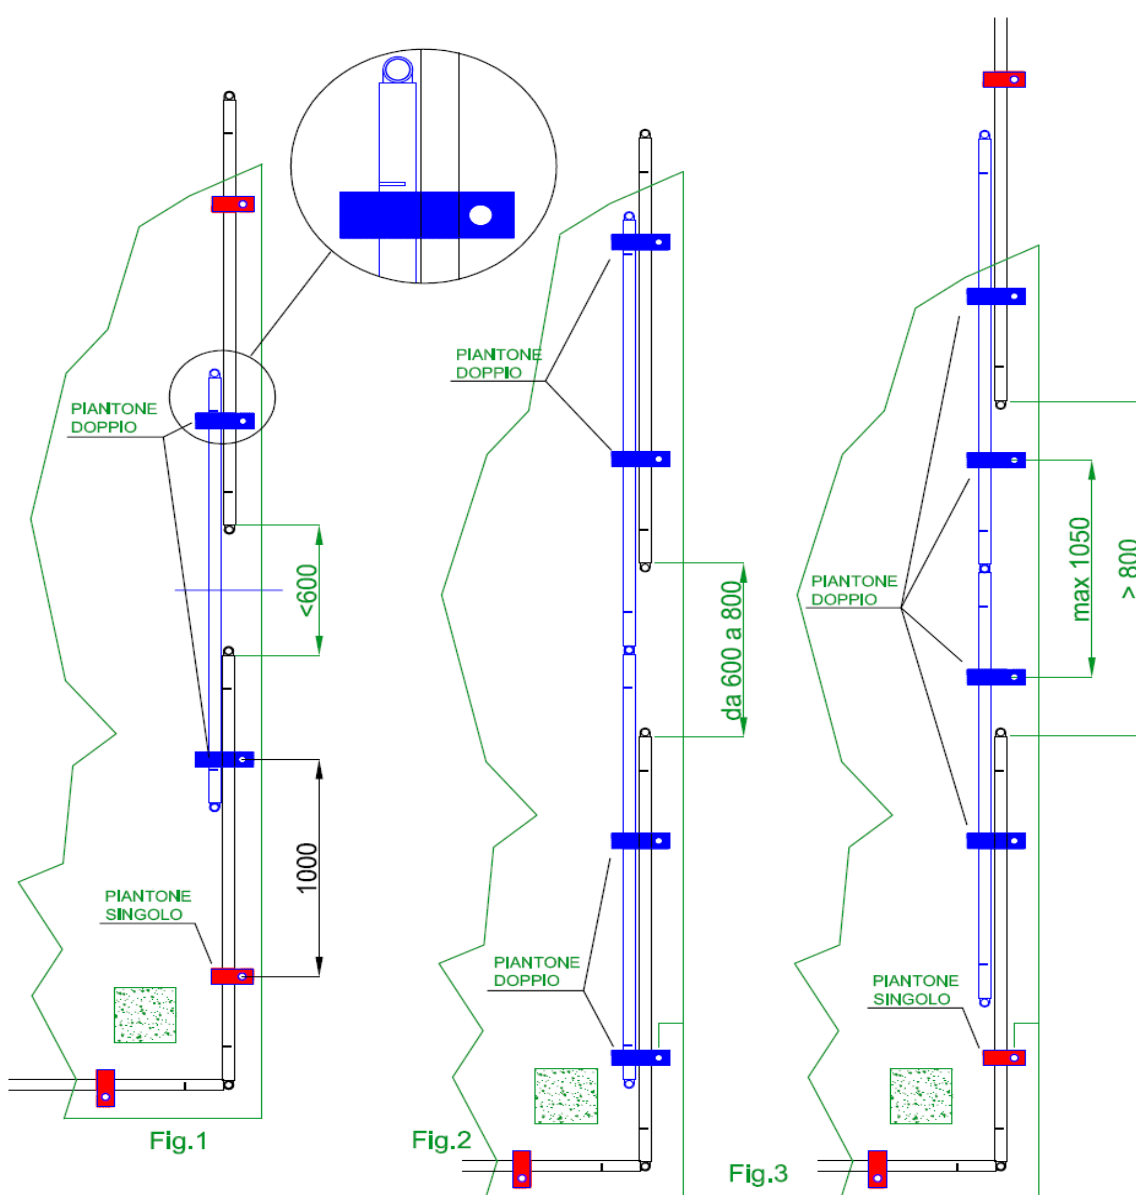 PIANTONE
DOPPIO
<600
1000
PIANTONE
SINGOLO
Fig.1
PIANTONE
DOPPIO
da 600 a 800
PIANTONE
DOPPIO
Fig.2
PIANTONE
DOPPIO
max 1050
> 800
PIANTONE
SINGOLO
Fig.3